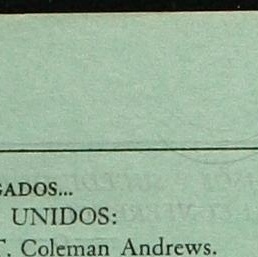 GADOS...
UNIDOS:
T. Coleman Andrews.